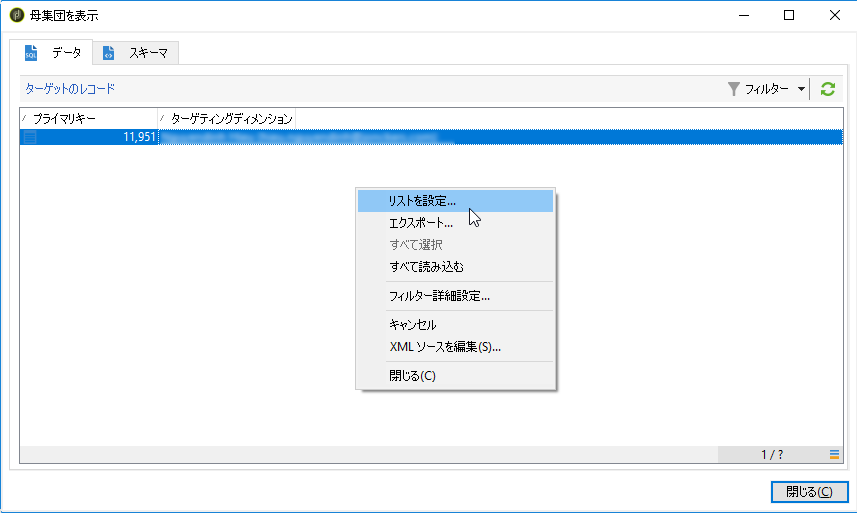 母集団を表示
SQL データ スキーマ
ターゲットのレコード フィルター
プライマリキー ターゲティングディメンション
11,951
リストを設定...
エクスポート...
すべて選択
すべて読み込む
フィルター詳細設定...
キャンセル
XML ソースを編集(S)...
閉じる(C)
1 / ?
閉じる(C)